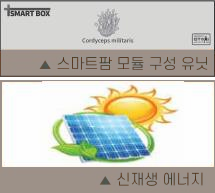 SMART BOX
Cordyceps militaris
▲ 스마트팜 모듈 구성 유닛
▲ 신재생 에너지